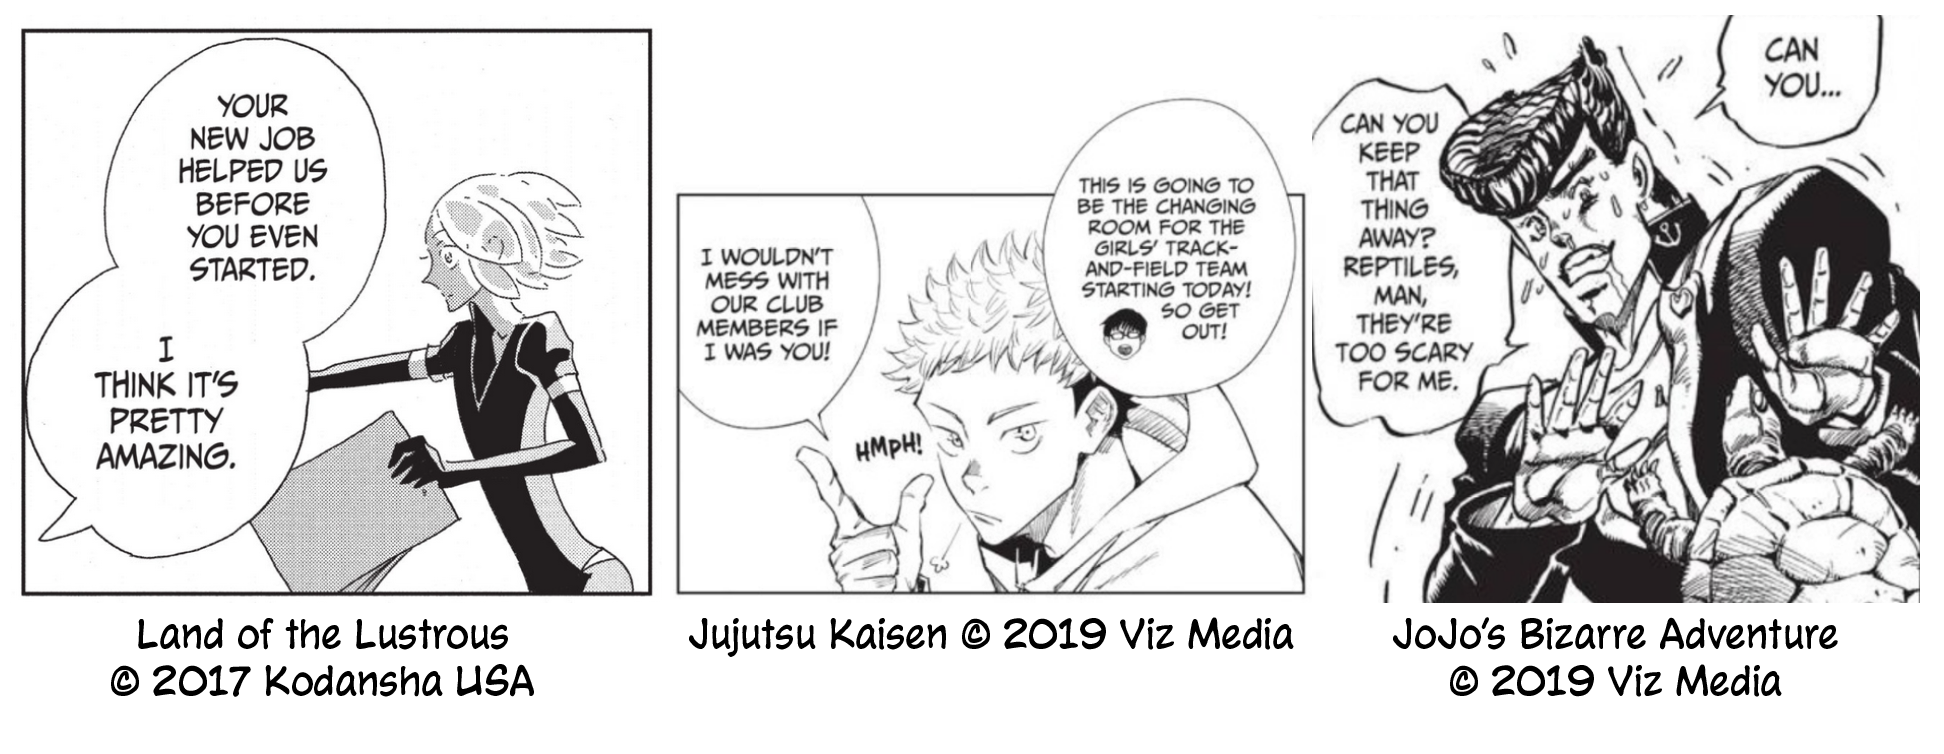 YOUR
NEW JOB
HELPED US
BEFORE
YOU EVEN
STARTED.
I
THINK IT'S
PRETTY
AMAZING.
Land of the Lustrous
© 2017 Kodansha USA
I WOULDN'T
MESS WITH
OUR CLUB
MEMBERS IF
I WAS YOU!
HMPH!
THIS IS GOING TO
BE THE CHANGING
ROOM FOR THE
GIRLS' TRACK-
AND-FIELD TEAM
STARTING TODAY!
SO GET
OUT!
Jujutsu Kaisen © 2019 Viz Media
CAN
YOU...
CAN YOU
KEEP
THAT
THING
AWAY?
REPTILES,
MAN,
THEY'RE
TOO SCARY
FOR ME.
JoJo's Bizarre Adventure
© 2019 Viz Media